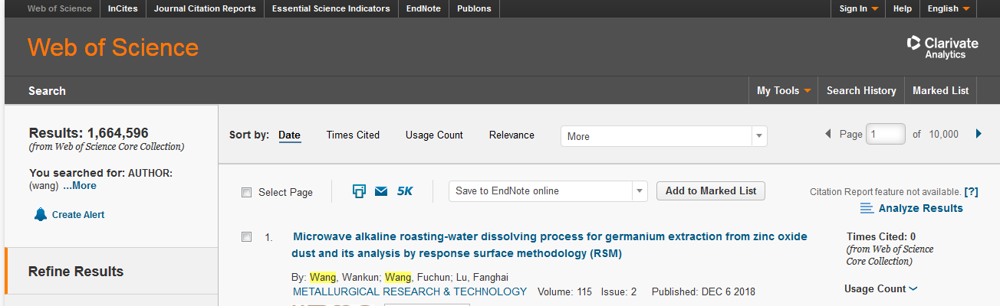 Web of Science InCites Journal Citation Reports Essential Science Indicators EndNote Publons Sign In Help English
Web of Science
Clarivate
Analytics
Search My Tools Search History Marked List
Results: 1,664,596
(from Web of Science Core Collection)
You searched for: AUTHOR:
(wang) ...More
Create Alert
Refine Results
Sort by: Date Times Cited Usage Count Relevance More Page 1 of 10,000
Select Page 5K Save to EndNote online Add to Marked List
Citation Report feature not available. [?]
Analyze Results
1. Microwave alkaline roasting-water dissolving process for germanium extraction from zinc oxide
dust and its analysis by response surface methodology (RSM)
By: Wang, Wankun; Wang, Fuchun; Lu, Fanghai
METALLURGICAL RESEARCH & TECHNOLOGY Volume: 115 Issue: 2 Published: DEC 6 2018
Times Cited: 0
(from Web of Science
Core Collection)
Usage Count